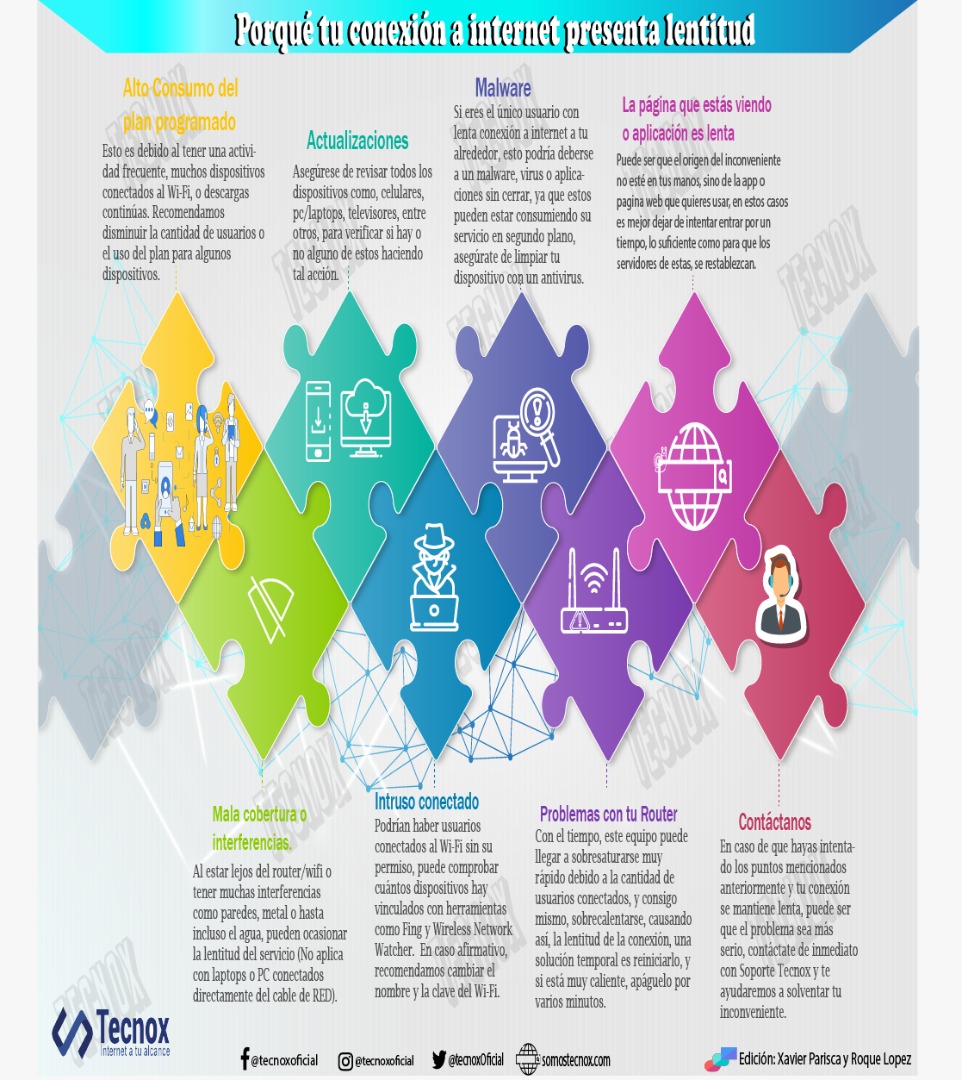 Porqué tu conexión a internet presenta lentitud
Alto Consumo del
plan programado
Esto es debido al tener una activi-
dad frecuente, muchos dispositivos
conectados al Wi-Fi, o descargas
continúas. Recomendamos
disminuir la cantidad de usuarios o
el uso del plan para algunos
dispositivos.
Actualizaciones
Asegúrese de revisar todos los
dispositivos como, celulares,
pc/laptops, televisores, entre
otros, para verificar si hay o
no alguno de estos haciendo
tal acción.
Malware
Si eres el único usuario con
lenta conexión a internet a tu
alrededor, esto podría deberse
a un malware, virus o aplica-
ciones sin cerrar, ya que estos
pueden estar consumiendo su
servicio en segundo plano,
asegúrate de limpiar tu
dispositivo con un antivirus.
La página que estás viendo
o aplicación es lenta
Puede ser que el origen del inconveniente
no esté en tus manos, sino de la app o
pagina web que quieres usar, en estos casos
es mejor dejar de intentar entrar por un
tiempo, lo suficiente como para que los
servidores de estas, se restablezcan.
Mala cobertura o
interferencias.
Al estar lejos del router/wifi o
tener muchas interferencias
como paredes, metal o hasta
incluso el agua, pueden ocasionar
la lentitud del servicio (No aplica
con laptops o PC conectados
directamente del cable de RED).
Intruso conectado
Podrían haber usuarios
conectados al Wi-Fi sin su
permiso, puede comprobar
cuántos dispositivos hay
vinculados con herramientas
como Fing y Wireless Network
Watcher. En caso afirmativo,
recomendamos cambiar el
nombre y la clave del Wi-Fi.
Problemas con tu Router
Con el tiempo, este equipo puede
llegar a sobresaturarse muy
rápido debido a la cantidad de
usuarios conectados, y consigo
mismo, sobrecalentarse, causando
así, la lentitud de la conexión, una
solución temporal es reiniciarlo, y
si está muy caliente, apáguelo por
varios minutos.
Contáctanos
En caso de que hayas intenta-
do los puntos mencionados
anteriormente y tu conexión
se mantiene lenta, puede ser
que el problema sea más
serio, contáctate de inmediato
con Soporte Tecnox y te
ayudaremos a solventar tu
inconveniente.
Tecnox
Internet a tu alcance
@tecnoxoficial
@tecnoxoficial
@tecnoxOficial
somostecnox.com
Edición: Xavier Parisca y Roque Lopez
TECNOX
TECNOX
TECNOX
TECNOX
TECNOX
TECNOX
TECNOX
TECNOX
TECNOX
TECNOX
TECNOX
TECNOX